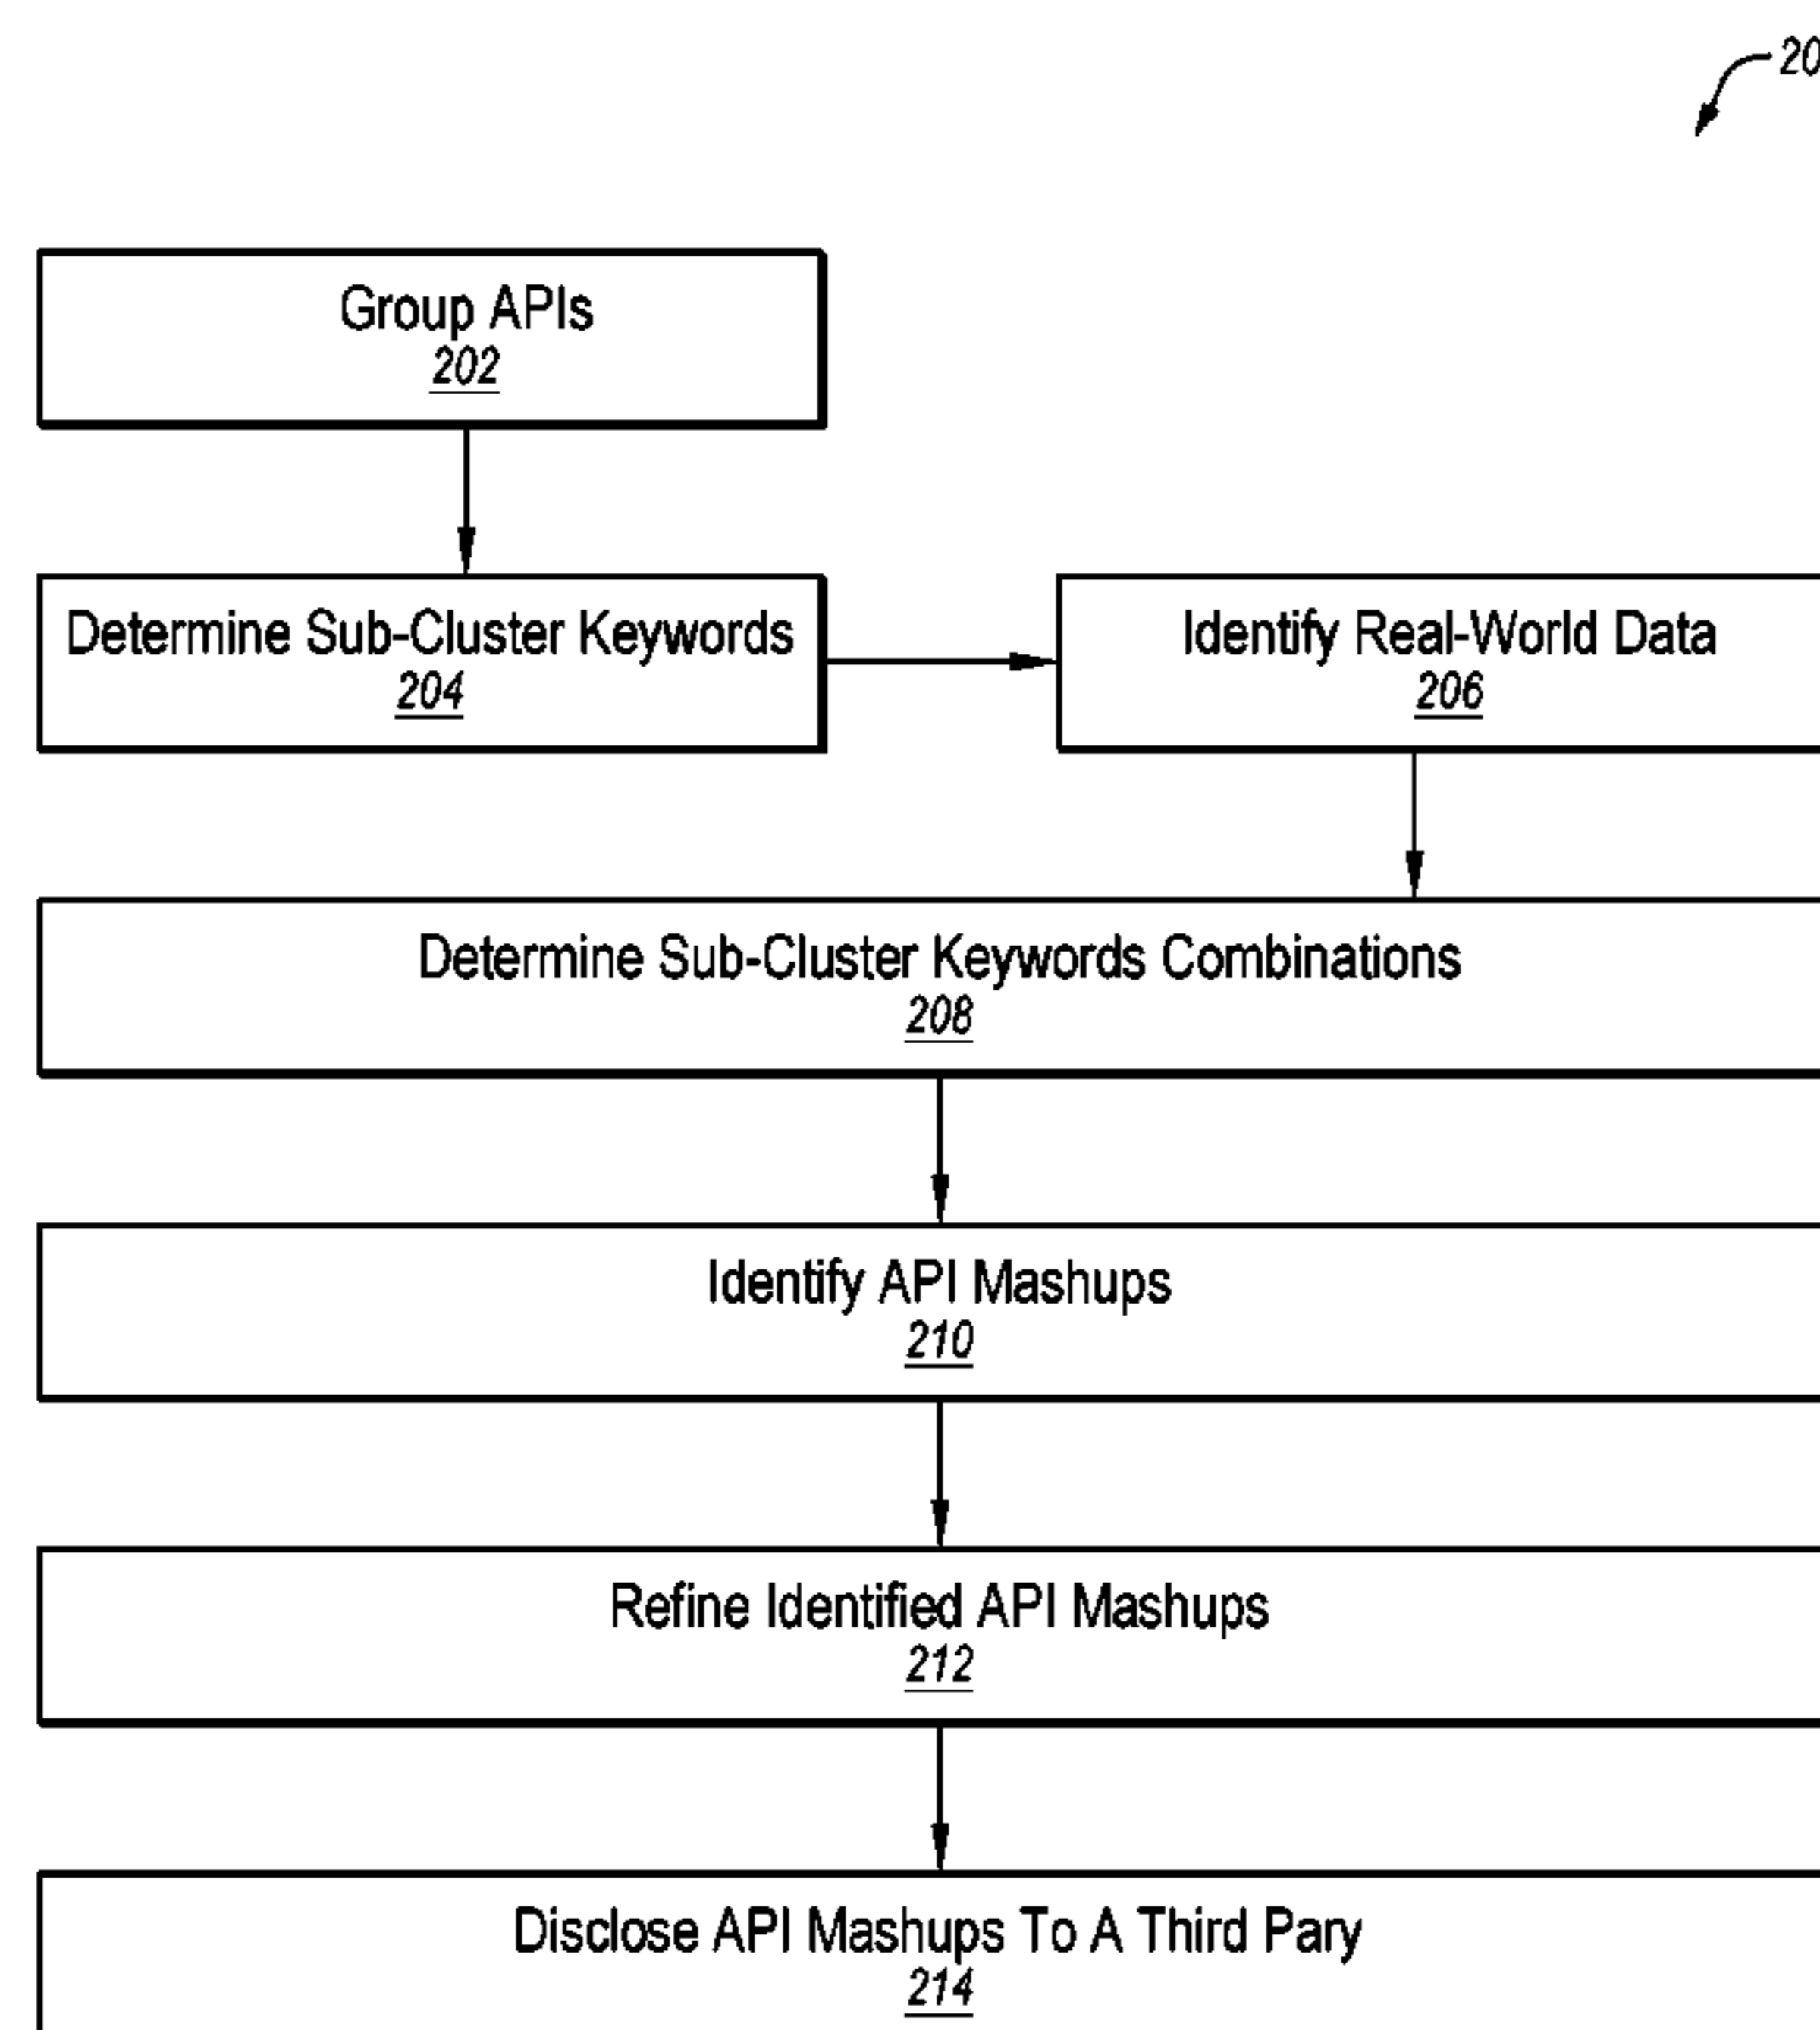 20
Group APIs
202
Determine Sub-Cluster Keywords
204
Identify Real-World Data
206
Determine Sub-Cluster Keywords Combinations
208
Identify API Mashups
210
Refine Identified API Mashups
212
Disclose API Mashups To A Third Pary
214